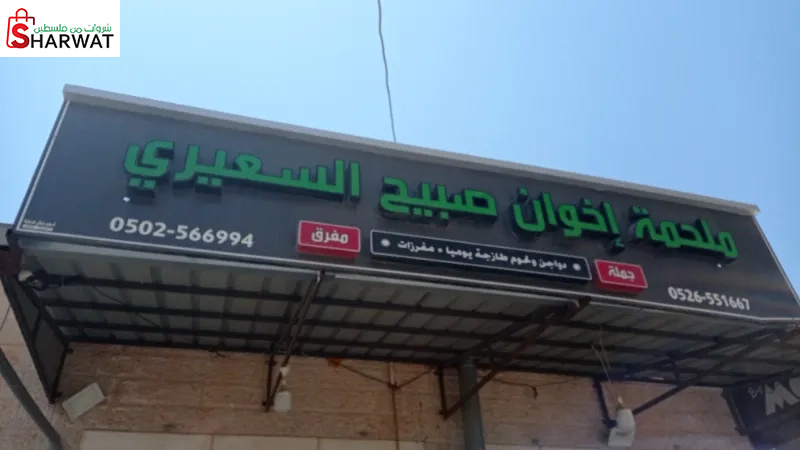 شروات من فلسطين
SHARWAT
ملحمة إخوان صبيح السعيري
جملة
دواجن ولحوم طازجة يوميا • مفرزات
مفرق
0526-551667
0502-566994